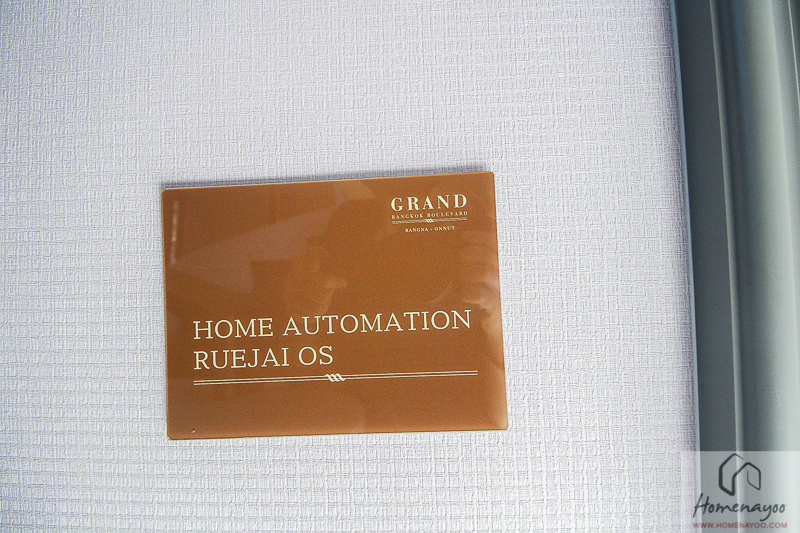 GRAND
BANGKOK BOULEVARD
BANGNA - ONNUT
HOME AUTOMATION
RUEJAI OS
Homenayoo
WWW.HOMENAYOO.COM